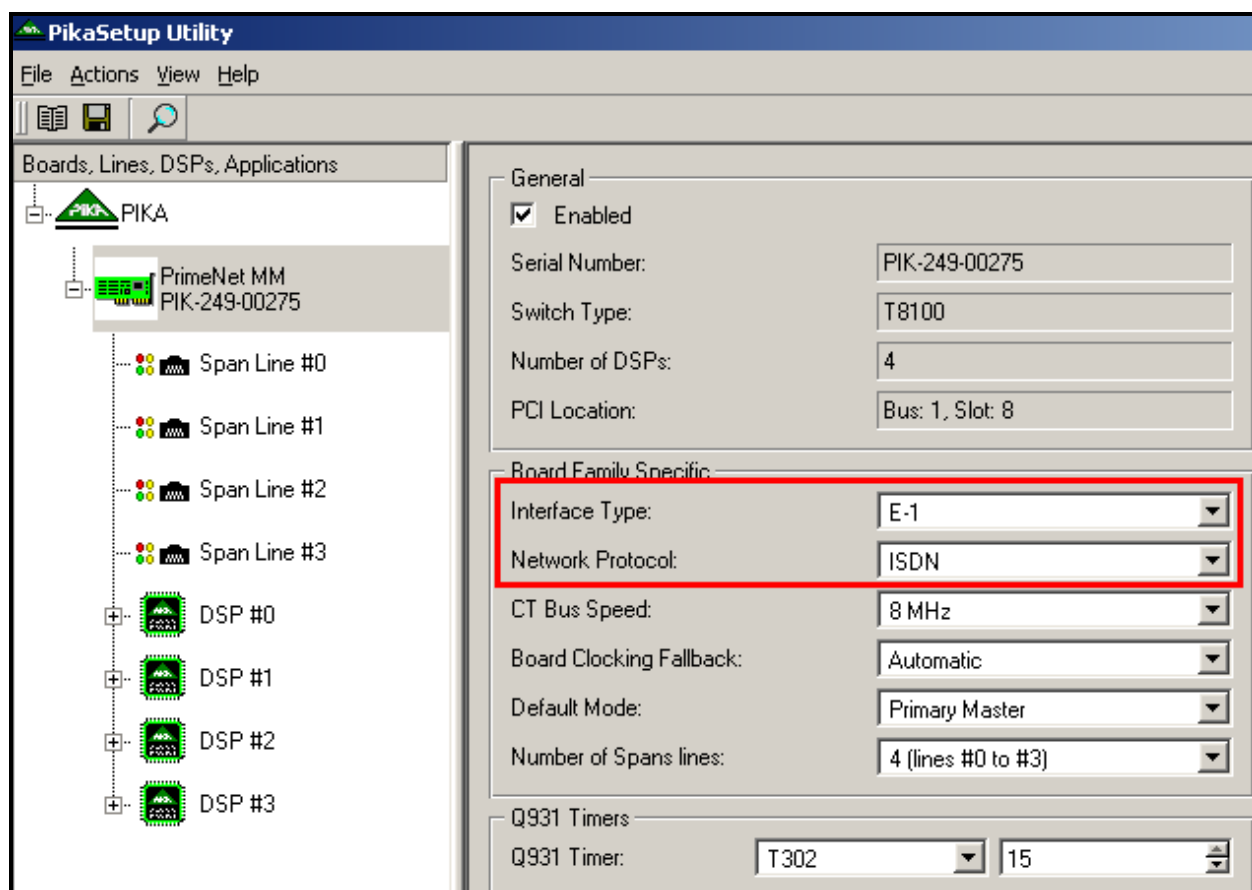 PikaSetup Utility
File Actions View Help
Boards, Lines, DSPs, Applications
PIKA PIKA
PrimeNet MM
PIK-249-00275
Span Line #0
Span Line #1
Span Line #2
Span Line #3
DSP #0
DSP #1
DSP #2
DSP #3
General
Enabled
Serial Number: PIK-249-00275
Switch Type: T8100
Number of DSPs: 4
PCI Location: Bus: 1, Slot: 8
Board Family Specific
Interface Type: E-1
Network Protocol: ISDN
CT Bus Speed: 8 MHz
Board Clocking Fallback: Automatic
Default Mode: Primary Master
Number of Spans lines: 4 (lines #0 to #3)
Q931 Timers
Q931 Timer: T302 15